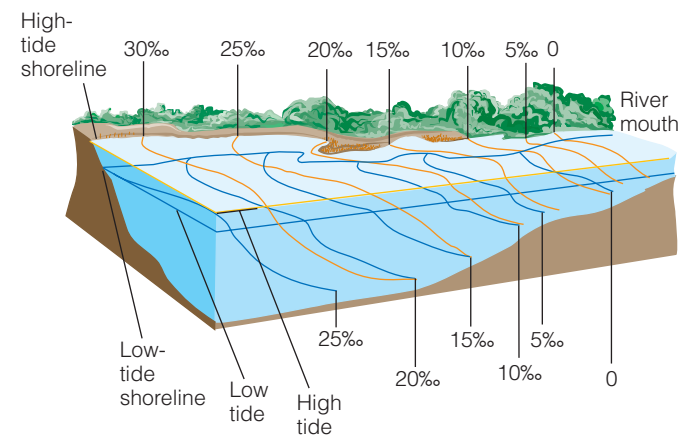 High-
tide
shoreline
30‰
25‰
20‰
15‰
10‰
5‰
0
River
mouth
25‰
20‰
15‰
10‰
5‰
0
Low-
tide
shoreline
Low
tide
High
tide